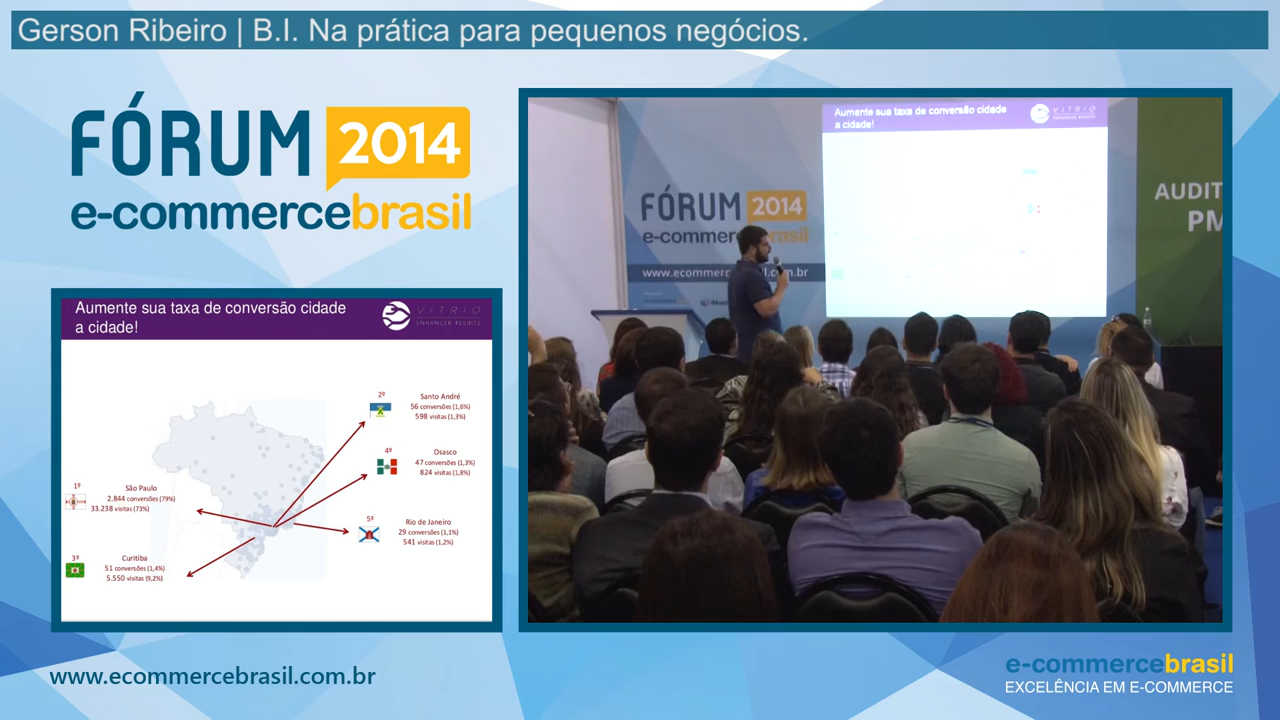 Gerson Ribeiro | B.I. Na prática para pequenos negócios.
FÓRUM 2014
e-commercebrasil
Aumente sua taxa de conversão cidade
a cidade!
VITRIO
ENHANCED RESULTS
2º
Santo André
56 conversões (1,6%)
598 visitas (1,3%)
4º
Osasco
47 conversões (1,3%)
824 visitas (1,8%)
1º
São Paulo
2.844 conversões (79%)
33.238 visitas (73%)
5º
Rio de Janeiro
29 conversões (1,1%)
541 visitas (1,2%)
3º
Curitiba
51 conversões (1,4%)
5.550 visitas (9,2%)
Aumente sua taxa de conversão cidade
a cidade!
VITRIO
ENHANCED RESULTS
FÓRUM 2014
e-commercebrasil
www.ecommercebrasil.com.br
AUDIT
PM
www.ecommercebrasil.com.br
e-commercebrasil
EXCELÊNCIA EM E-COMMERCE